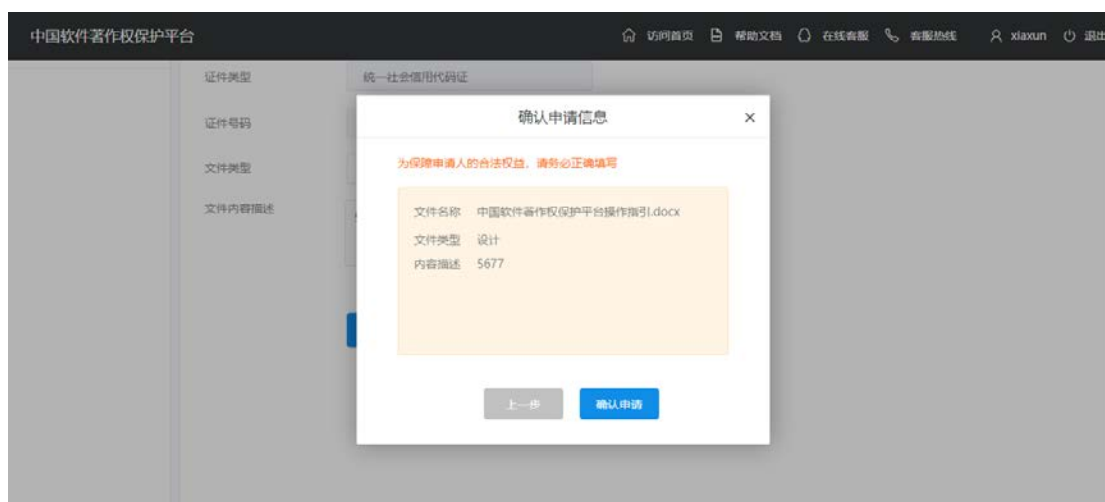 中国软件著作权保护平台
访问首页 帮助文档 在线客服 客服热线 xiaxun 退出
证件类型 统一社会信用代码证
证件号码
文件类型
文件内容描述
确认申请信息 ×
为保障申请人的合法权益，请务必正确填写
文件名称 中国软件著作权保护平台操作指引.docx
文件类型 设计
内容描述 5677
上一步 确认申请